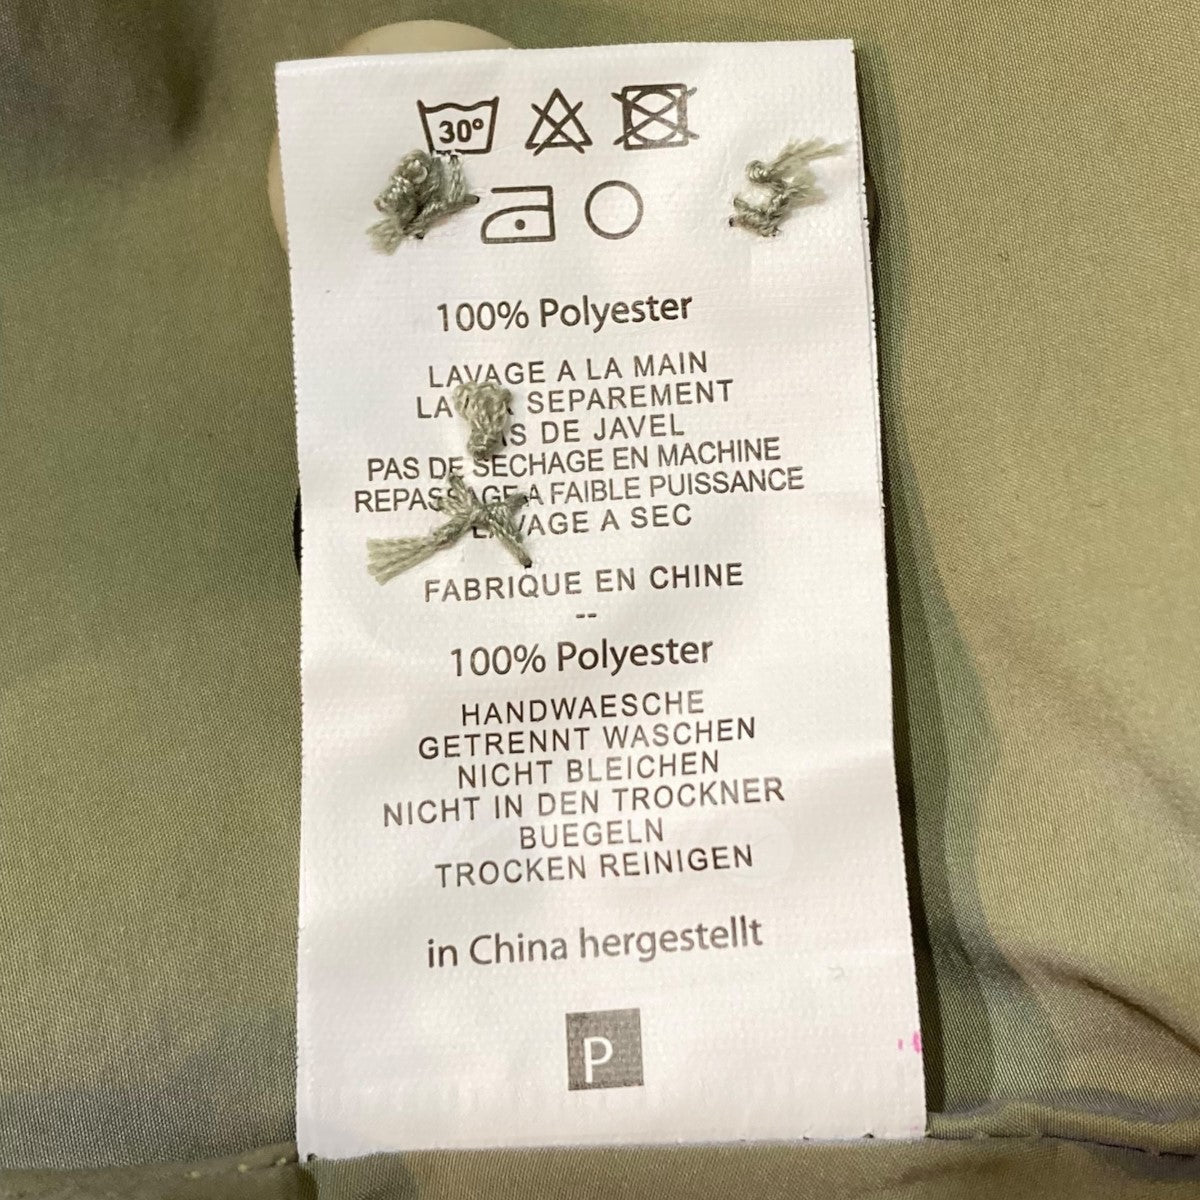 30°
100% Polyester
LAVAGE A LA MAIN
SEPAREMENT
DE JAVEL
PAS DE SECHAGE EN MACHINE
REPASSAGE A FAIBLE PUISSANCE
LAVAGE A SEC
FABRIQUE EN CHINE
--
100% Polyester
HANDWAESCHE
GETRENNT WASCHEN
NICHT BLEICHEN
NICHT IN DEN TROCKNER
BUEGELN
TROCKEN REINIGEN
in China hergestellt
P